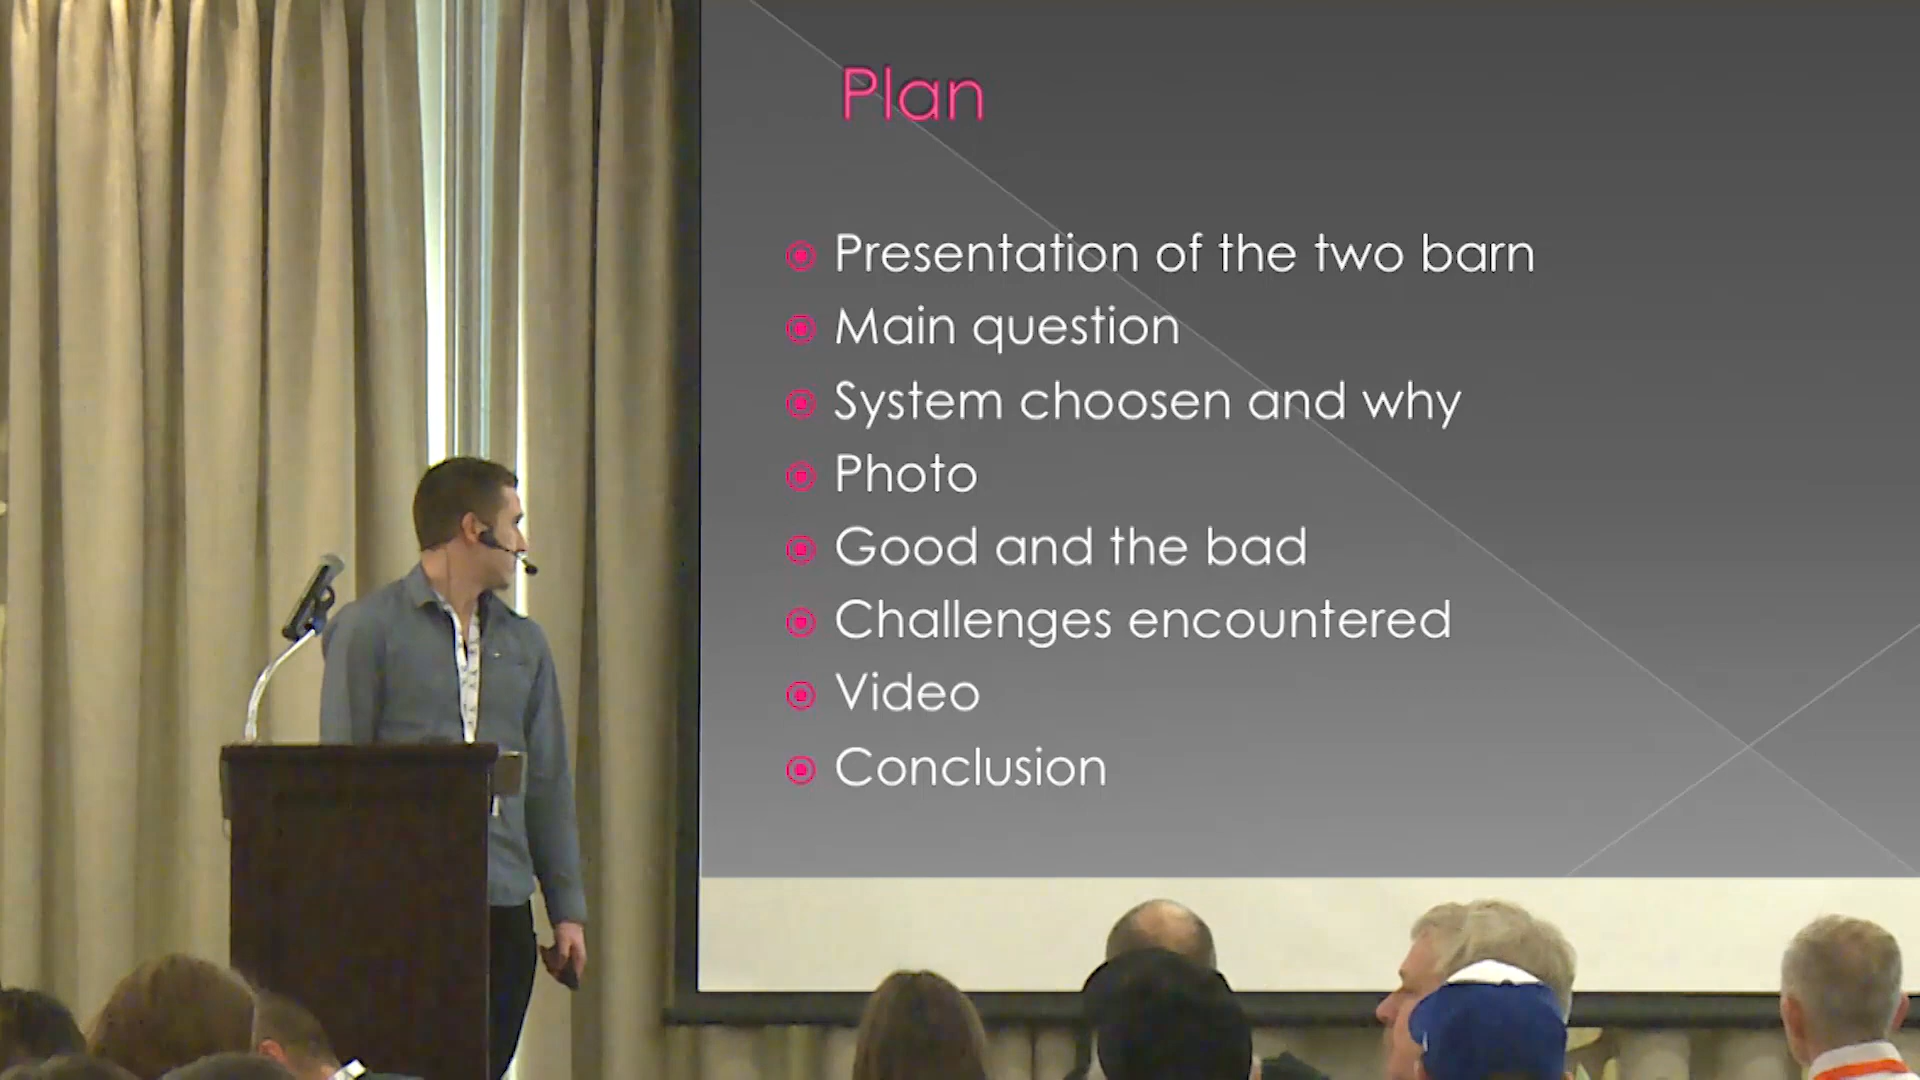 Plan
Presentation of the two barn
Main question
System choosen and why
Photo
Good and the bad
Challenges encountered
Video
Conclusion